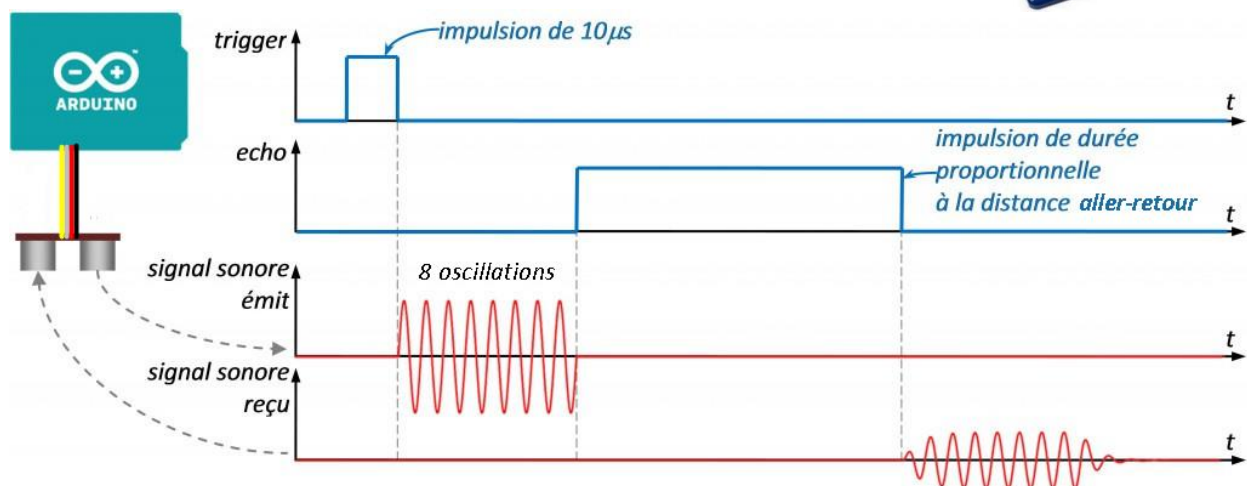 trigger
impulsion de 10µs
t
ARDUINO
echo
impulsion de durée
proportionnelle
à la distance aller-retour
t
signal sonore
émit
8 oscillations
t
signal sonore
reçu
t